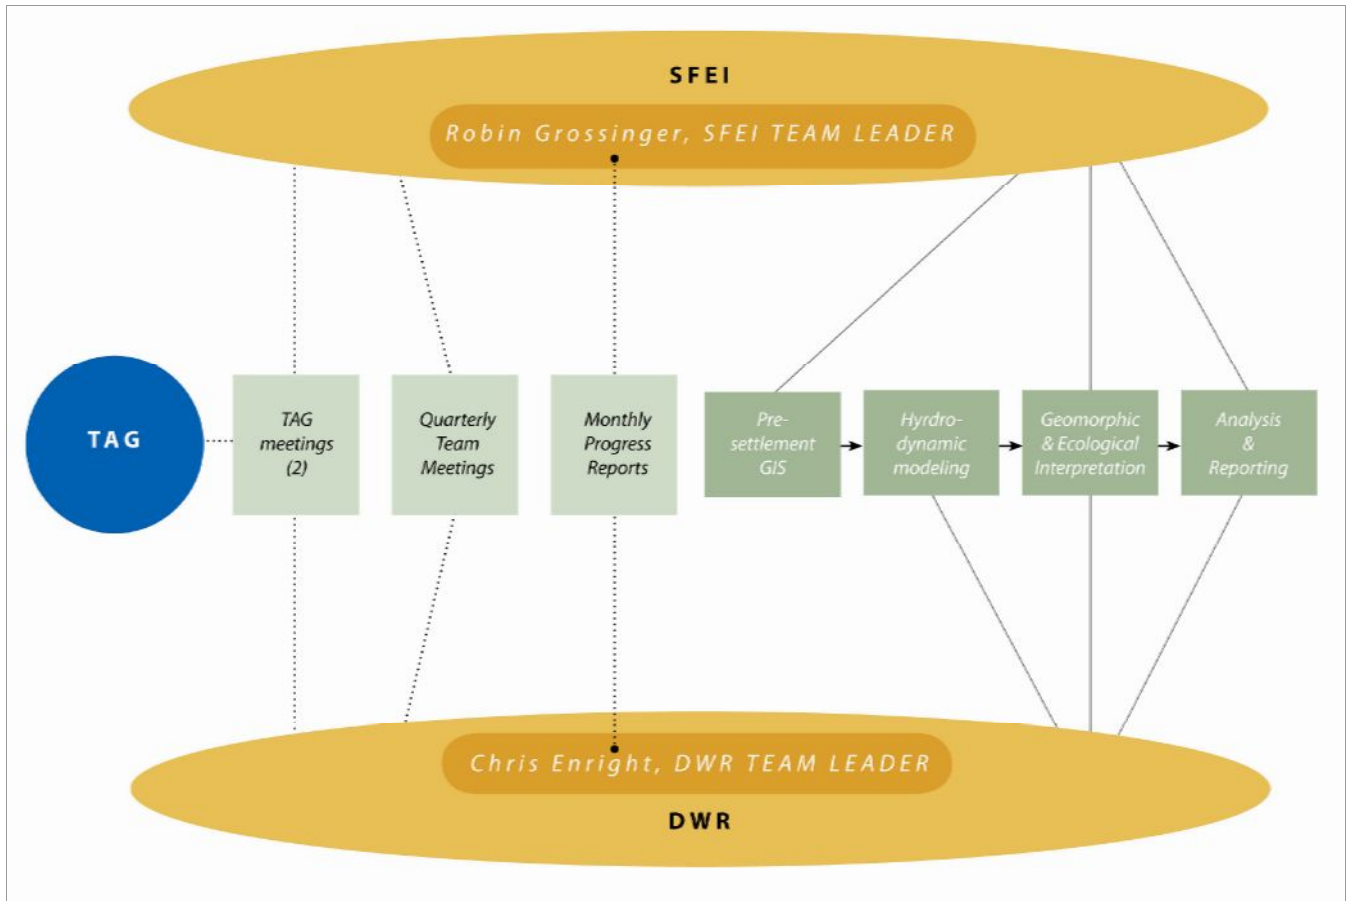 SFEI
Robin Grossinger, SFEI TEAM LEADER
TAG
TAG
meetings
(2)
Quarterly
Team
Meetings
Monthly
Progress
Reports
Pre-
settlement
GIS
Hyrdro-
dynamic
modeling
Geomorphic
& Ecological
Interpretation
Analysis
&
Reporting
Chris Enright, DWR TEAM LEADER
DWR